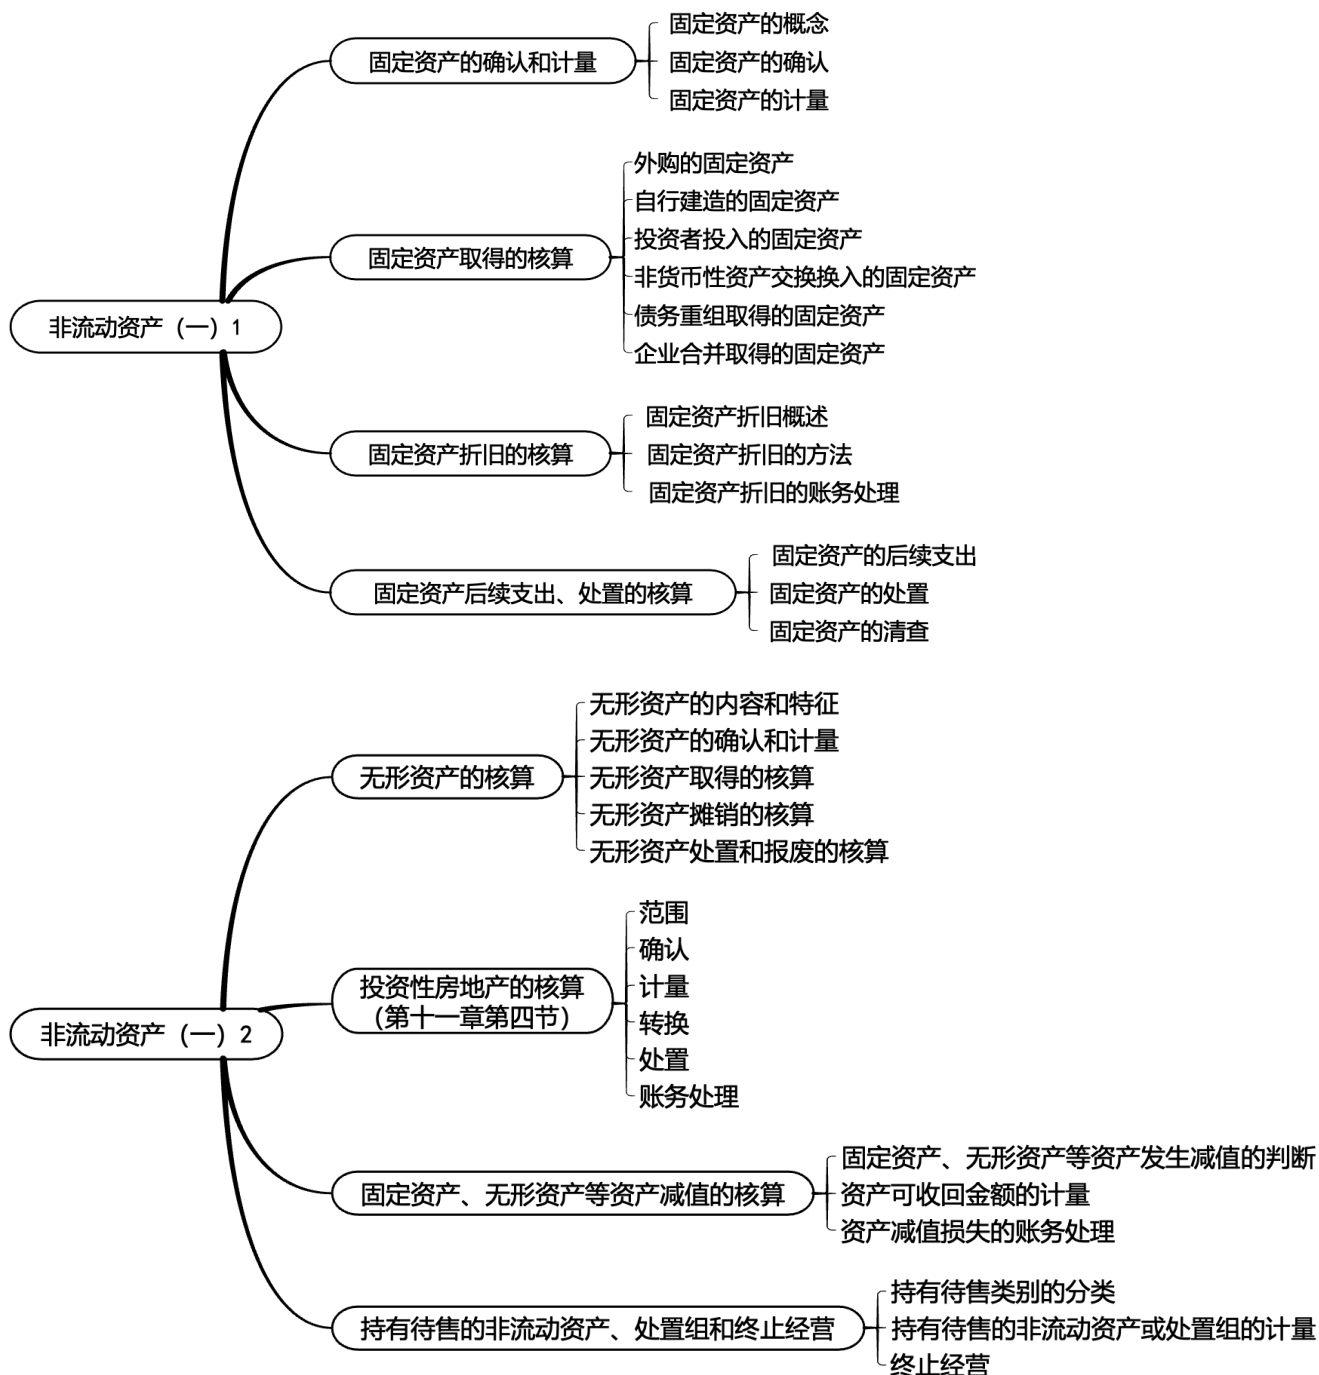 非流动资产（一）1
固定资产的确认和计量
固定资产的概念
固定资产的确认
固定资产的计量
固定资产取得的核算
外购的固定资产
自行建造的固定资产
投资者投入的固定资产
非货币性资产交换换入的固定资产
债务重组取得的固定资产
企业合并取得的固定资产
固定资产折旧的核算
固定资产折旧概述
固定资产折旧的方法
固定资产折旧的账务处理
固定资产后续支出、处置的核算
固定资产的后续支出
固定资产的处置
固定资产的清查
非流动资产（一）2
无形资产的核算
无形资产的内容和特征
无形资产的确认和计量
无形资产取得的核算
无形资产摊销的核算
无形资产处置和报废的核算
投资性房地产的核算
（第十一章第四节）
范围
确认
计量
转换
处置
账务处理
固定资产、无形资产等资产减值的核算
固定资产、无形资产等资产发生减值的判断
资产可收回金额的计量
资产减值损失的账务处理
持有待售的非流动资产、处置组和终止经营
持有待售类别的分类
持有待售的非流动资产或处置组的计量
终止经营